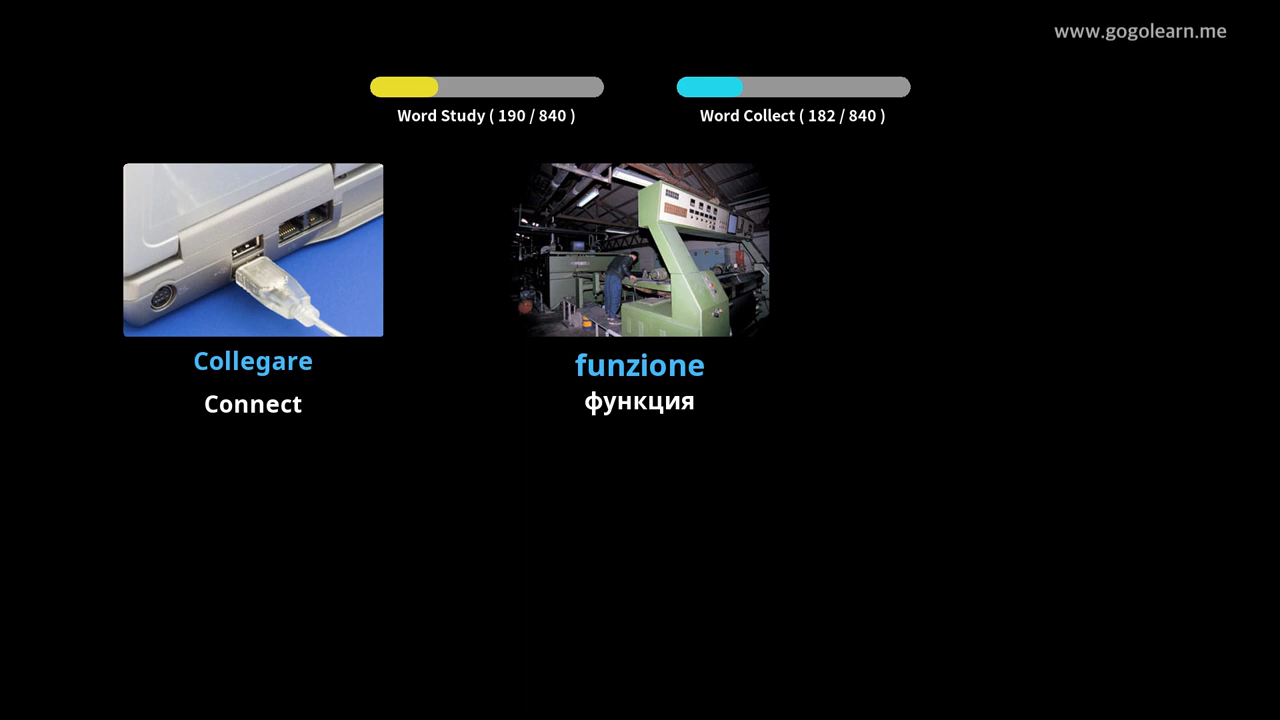 www.gogolearn.me
Word Study ( 190 / 840 )
Word Collect ( 182 / 840 )
Collegare
Connect
funzione
функция